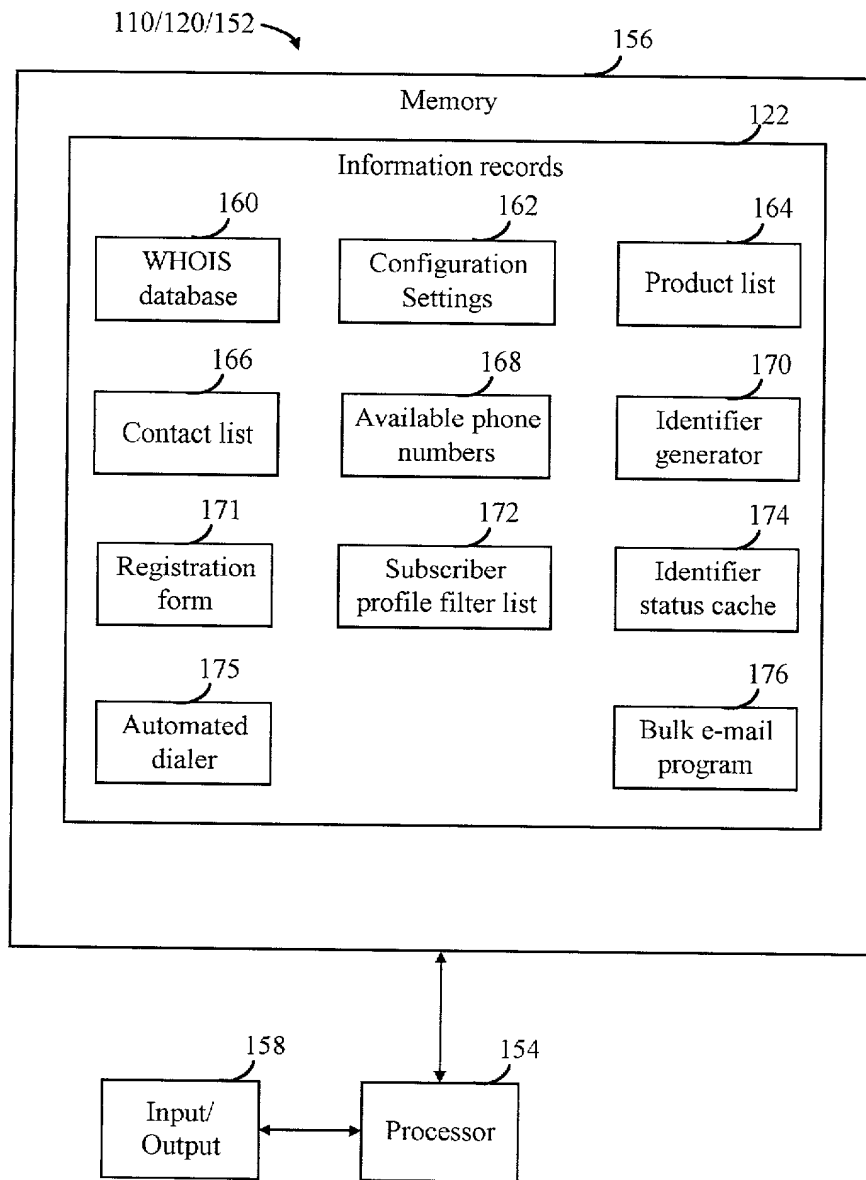 110/120/152
156
Memory
122
Information records
160
162
164
WHOIS
database
Configuration
Settings
Product list
166
168
170
Contact list
Available phone
numbers
Identifier
generator
171
172
174
Registration
form
Subscriber
profile filter list
Identifier
status cache
175
176
Automated
dialer
Bulk e-mail
program
158
154
Input/
Output
Processor